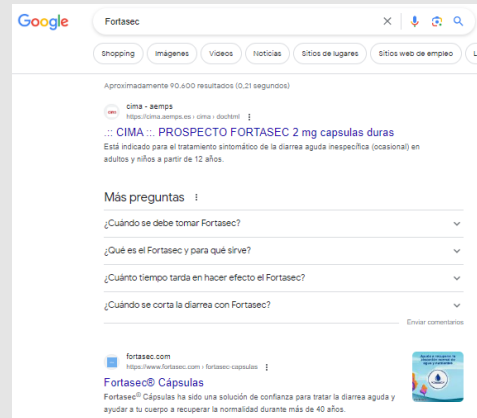 Google
Fortasec
Shopping Imágenes Videos Noticias Sitios de lugares Sitios web de empleo L
Aproximadamente 90.600 resultados (0,21 segundos)
cima - aemps
https://cima.aemps.es › cima › dochtml
.:: CIMA ::. PROSPECTO FORTASEC 2 mg capsulas duras
Está indicado para el tratamiento sintomático de la diarrea aguda inespecífica (ocasional) en
adultos y niños a partir de 12 años.
Más preguntas
¿Cuándo se debe tomar Fortasec?
¿Qué es el Fortasec y para qué sirve?
¿Cuánto tiempo tarda en hacer efecto el Fortasec?
¿Cuándo se corta la diarrea con Fortasec?
Enviar comentarios
fortasec.com
https://www.fortasec.com › fortasec-capsulas
Fortasec® Cápsulas
Fortasec® Cápsulas ha sido una solución de confianza para tratar la diarrea aguda y
ayudar a tu cuerpo a recuperar la normalidad durante más de 40 años.